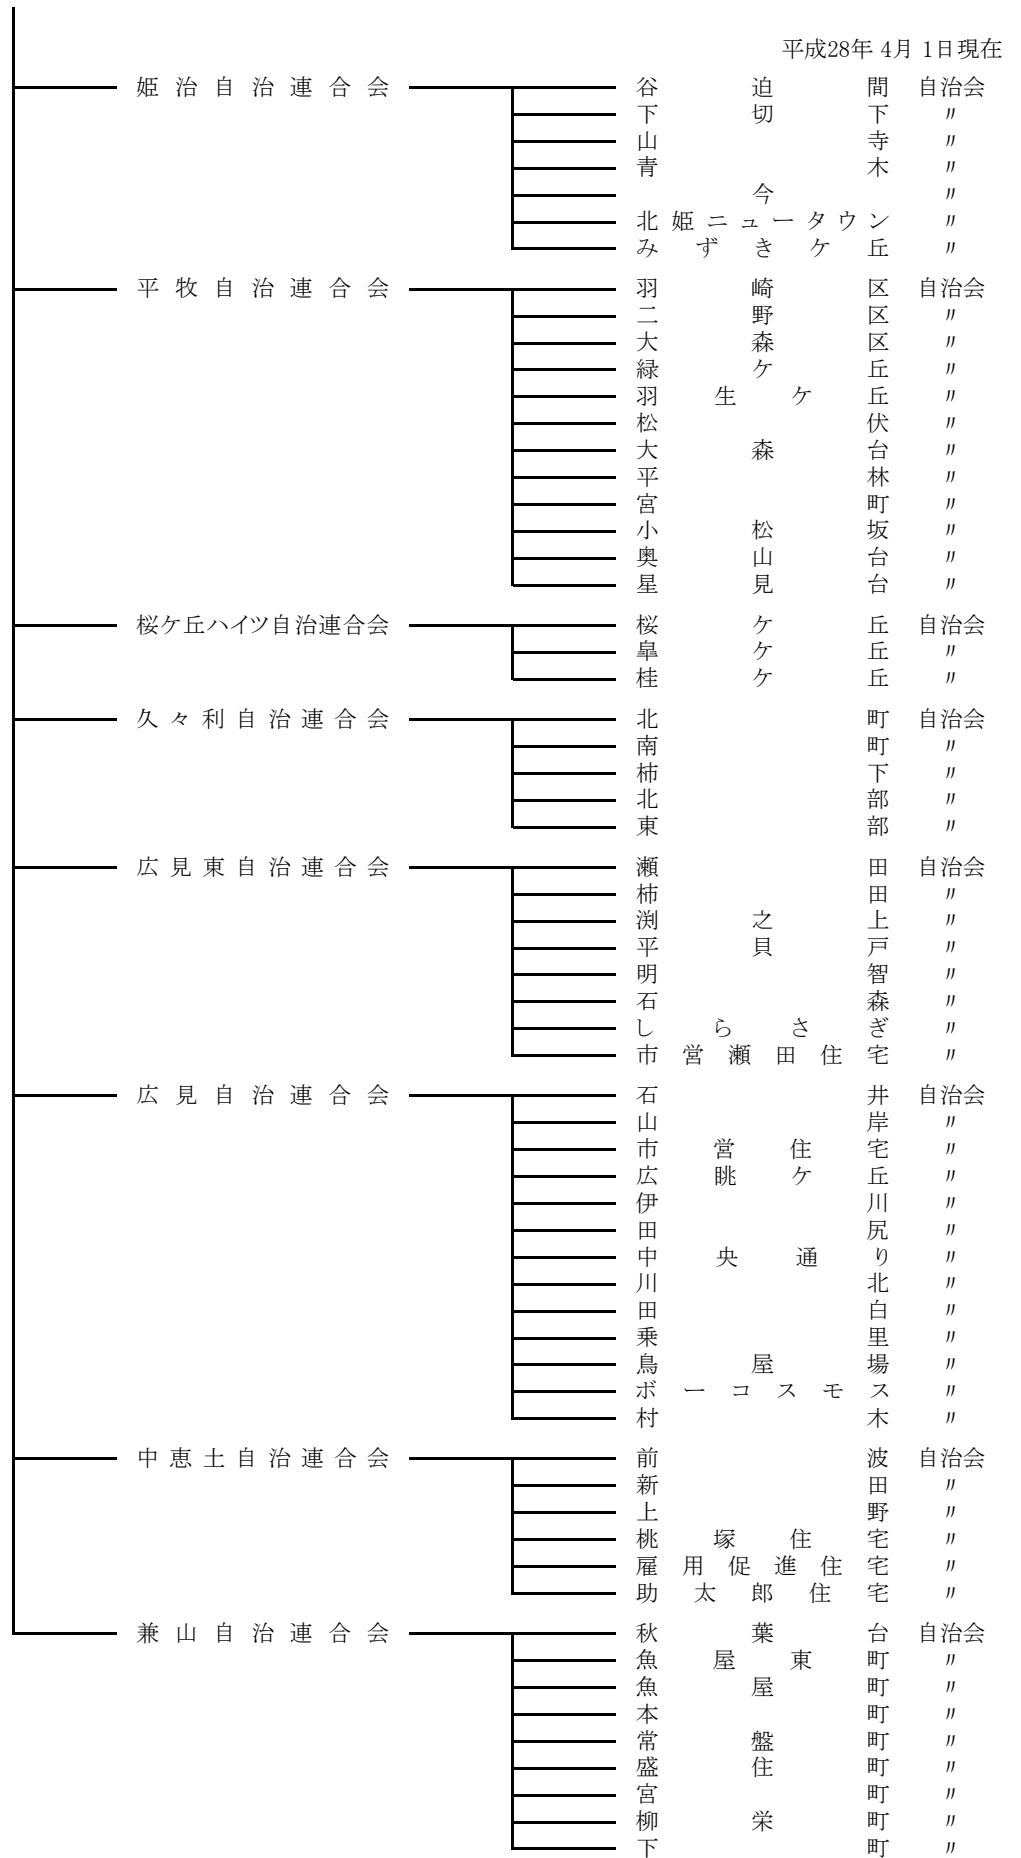 平成28年 4月 1日現在
姫治自治連合会 谷迫間 自治会
下切下 〃
山寺 〃
青木 〃
今 〃
北姫ニュータウン 〃
みずきケ丘 〃
平牧自治連合会 羽崎区 自治会
二野区 〃
大森区 〃
緑ケ丘 〃
羽生ケ丘 〃
松伏 〃
大森台 〃
平林 〃
宮町 〃
小松坂 〃
奥山台 〃
星見台 〃
桜ケ丘ハイツ自治連合会 桜ケ丘 自治会
皐ケ丘 〃
桂ケ丘 〃
久々利自治連合会 北町 自治会
南町 〃
柿下 〃
北部 〃
東部 〃
広見東自治連合会 瀬田 自治会
柿田 〃
渕之上 〃
平貝戸 〃
明智 〃
石森 〃
しらさぎ 〃
市営瀬田住宅 〃
広見自治連合会 石井 自治会
山岸 〃
市営住宅 〃
広眺ケ丘 〃
伊川 〃
田尻 〃
中央通り 〃
川北 〃
田白 〃
乗里 〃
鳥屋場 〃
ボーコスモス 〃
村木 〃
中恵土自治連合会 前波 自治会
新田 〃
上野 〃
桃塚住宅 〃
雇用促進住宅 〃
助太郎住宅 〃
兼山自治連合会 秋葉台 自治会
魚屋東町 〃
魚屋町 〃
本町 〃
常盤町 〃
盛住町 〃
宮町 〃
柳栄町 〃
下町 〃